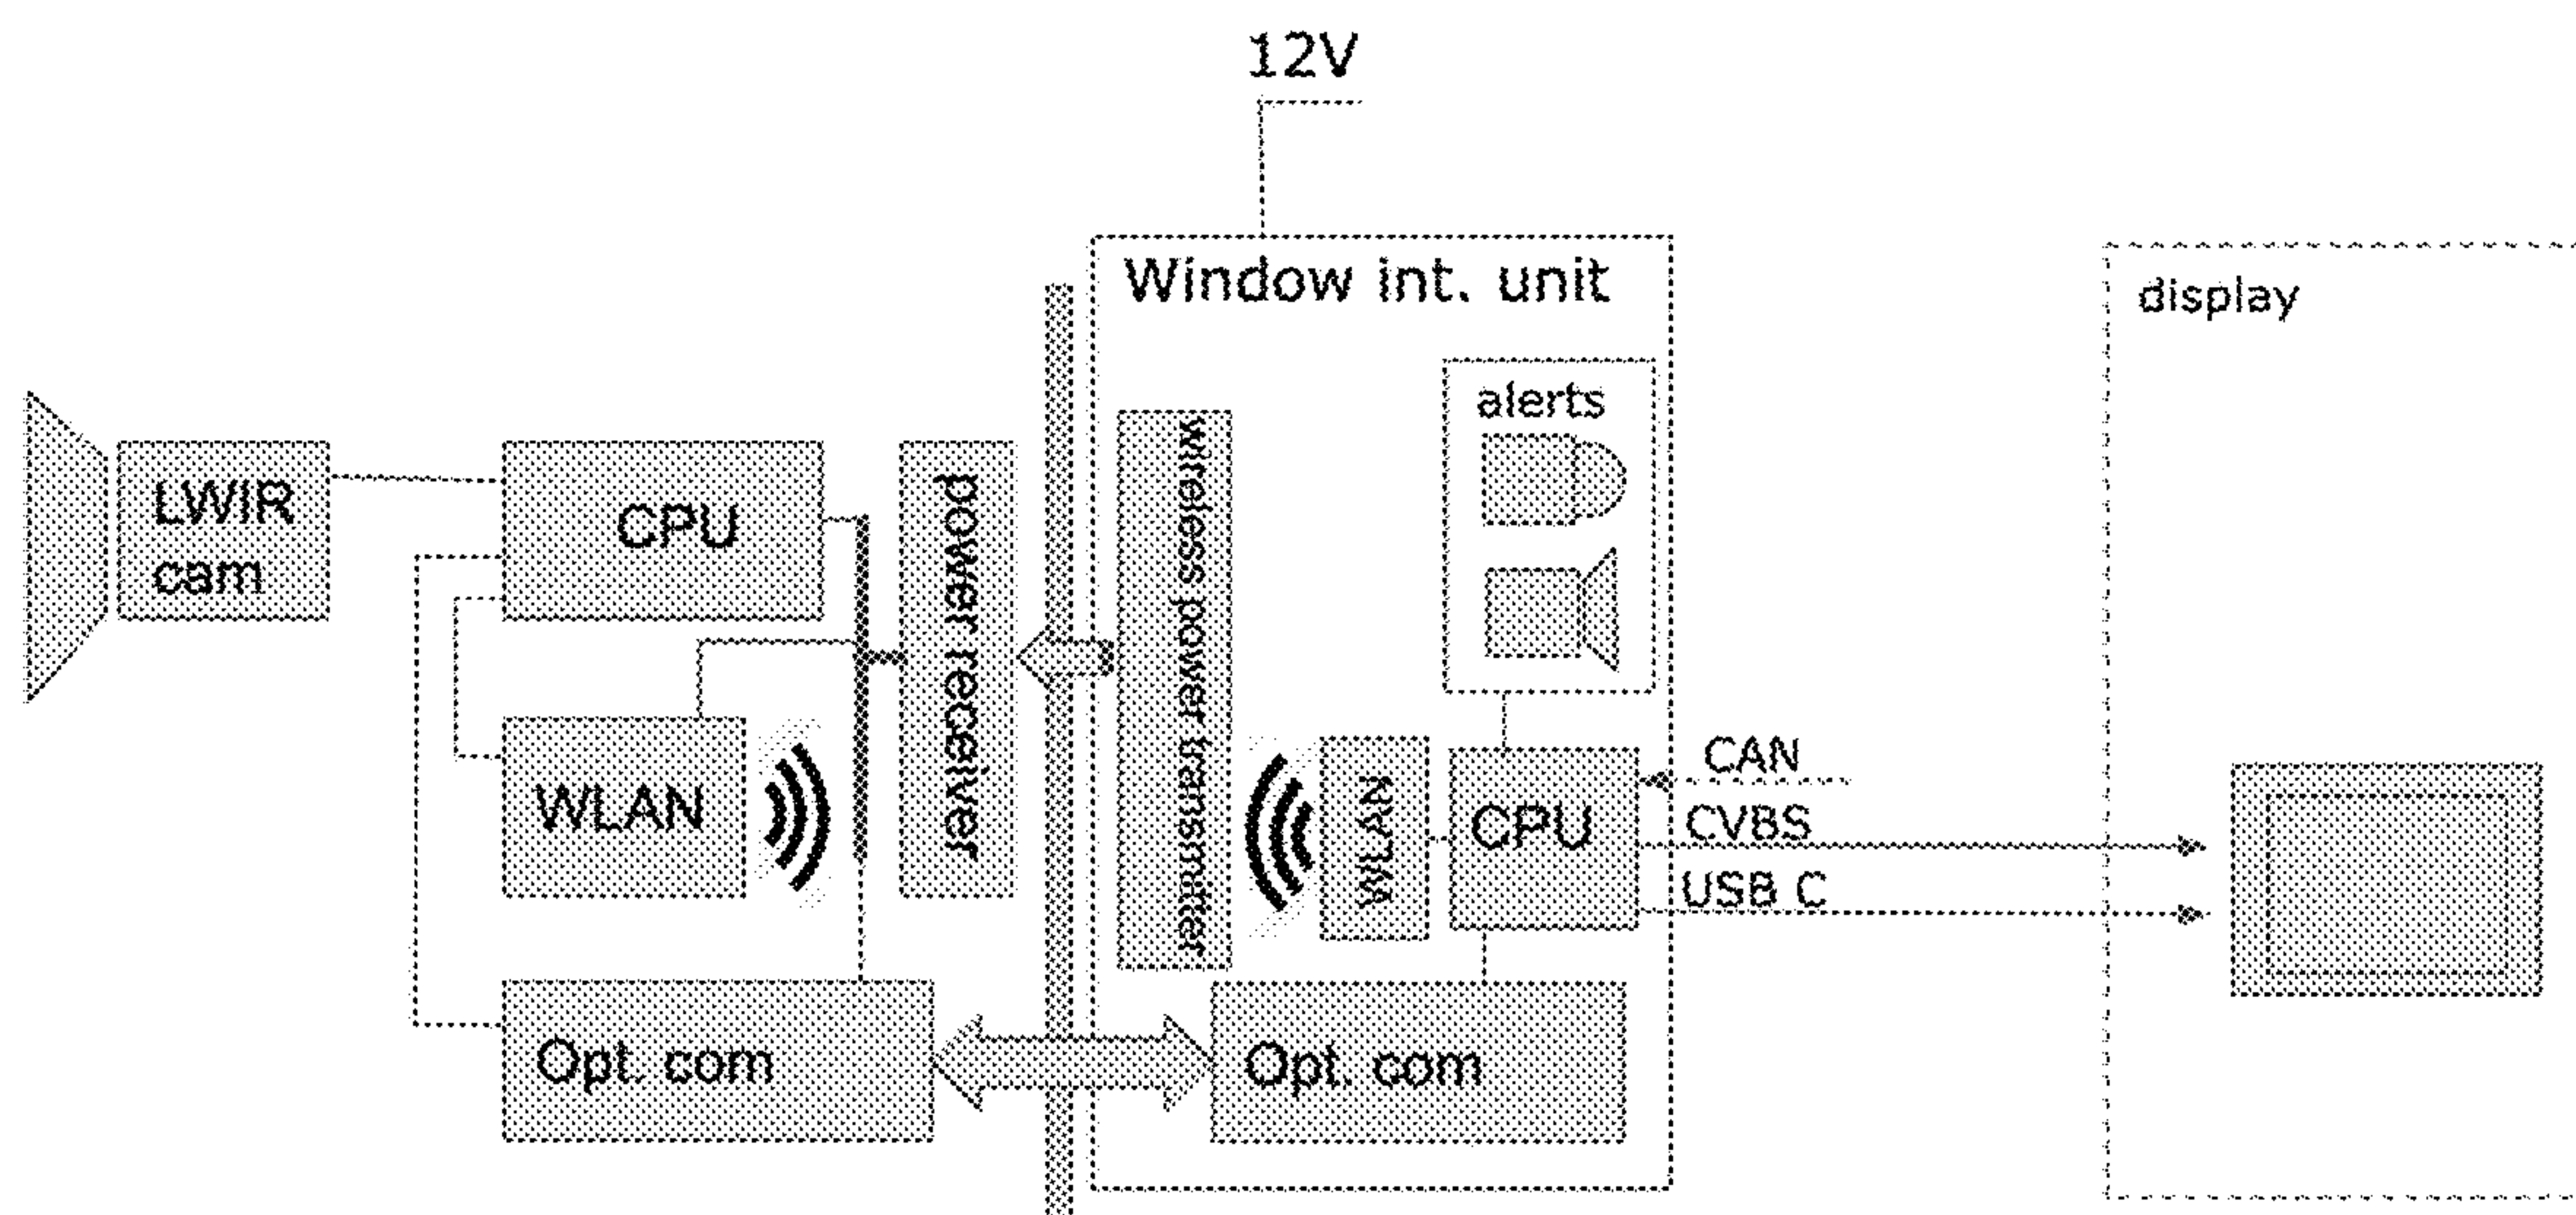 12V
Window int. unit
display
alerts
LWIR
cam
CPU
power receiver
wireless power transmitter
WLAN
WLAN
CPU
CAN
CVBS
USB C
Opt. com
Opt. com